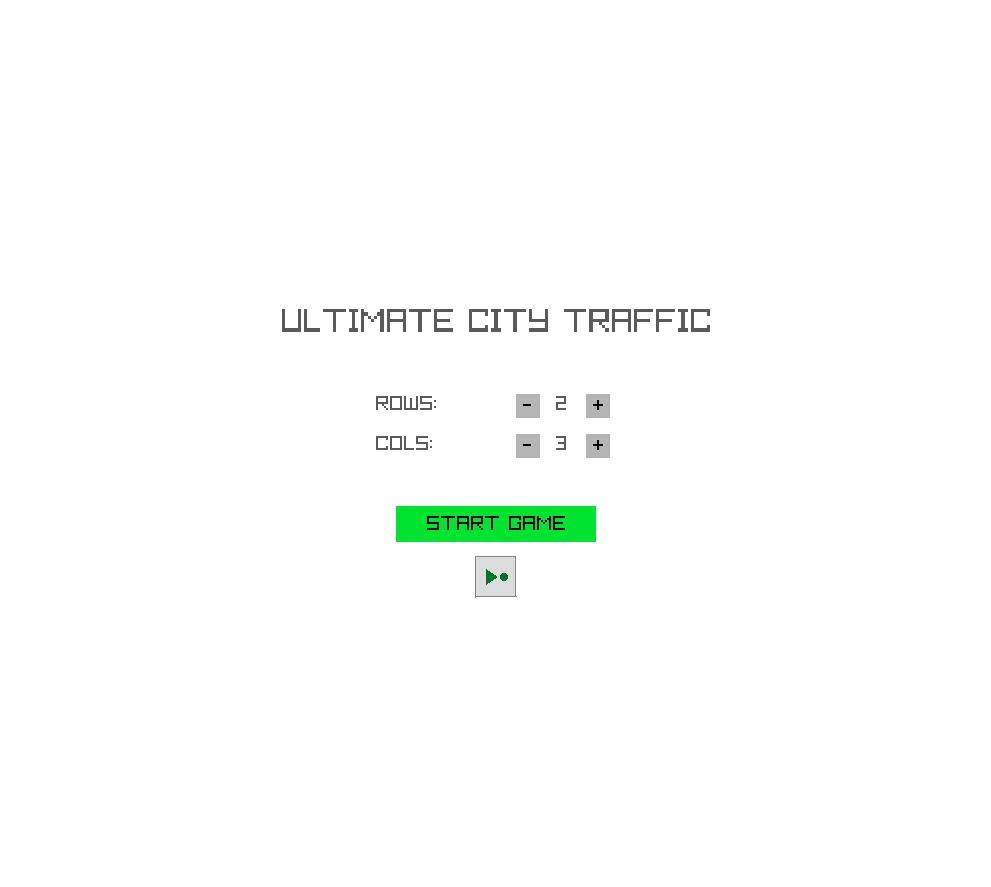 ULTIMATE CITY TRAFFIC
ROWS: - 2 +
COLS: - 3 +
START GAME